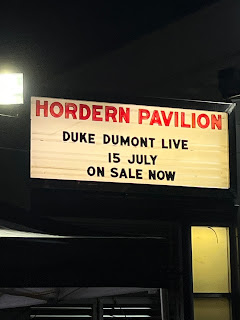 HORDERN PAVILION
DUKE DUMONT LIVE
15 JULY
ON SALE NOW